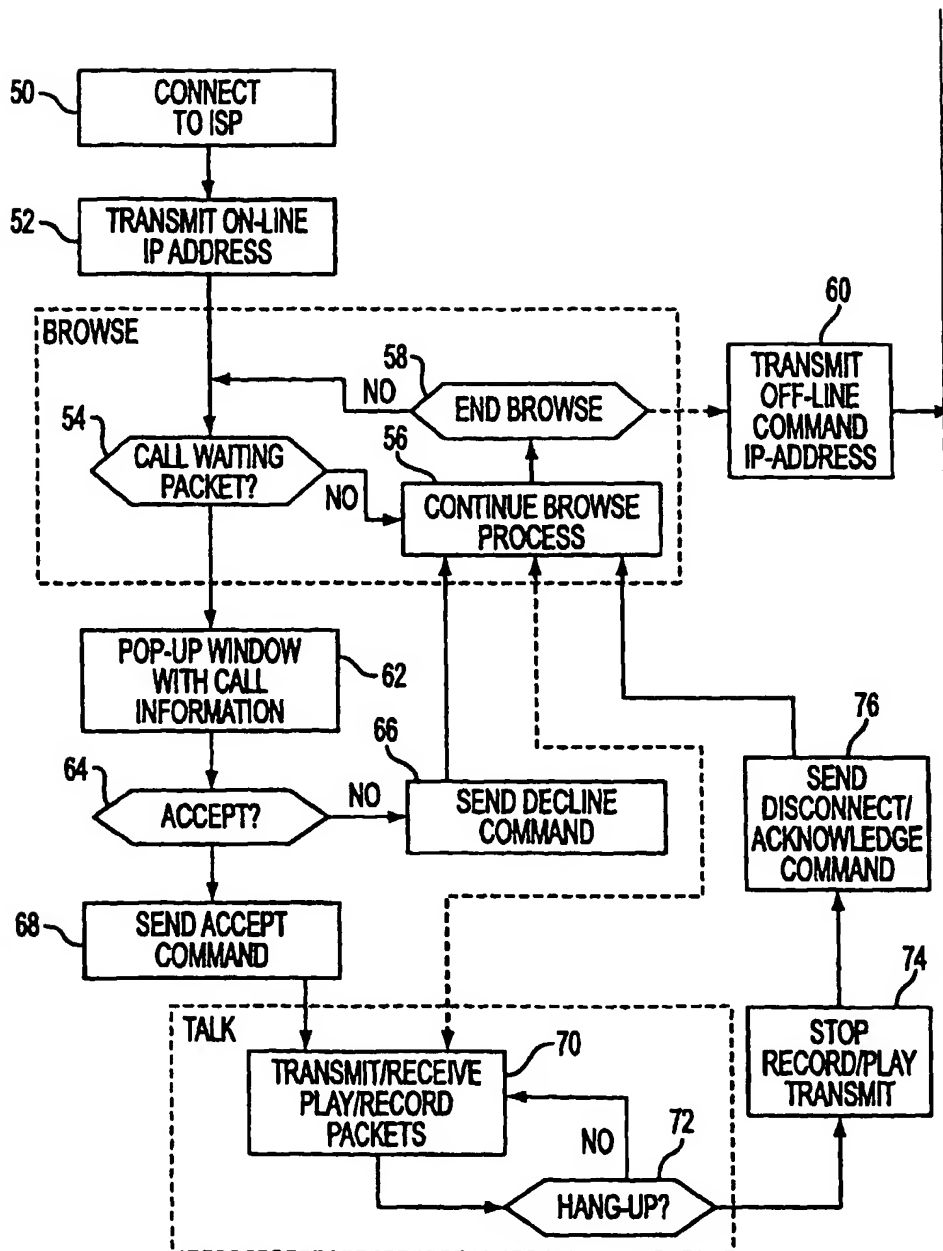 50
CONNECT
TO ISP
52
TRANSMIT ON-LINE
IP ADDRESS
BROWSE
58
NO
END BROWSE
60
TRANSMIT
OFF-LINE
COMMAND
IP-ADDRESS
54
CALL WAITING
PACKET?
NO
56
CONTINUE BROWSE
PROCESS
POP-UP WINDOW
WITH CALL
INFORMATION
62
64
ACCEPT?
NO
66
SEND DECLINE
COMMAND
76
SEND
DISCONNECT/
ACKNOWLEDGE
COMMAND
68
SEND ACCEPT
COMMAND
74
STOP
RECORD/PLAY
TRANSMIT
TALK
70
TRANSMIT/RECEIVE
PLAY/RECORD
PACKETS
NO
72
HANG-UP?